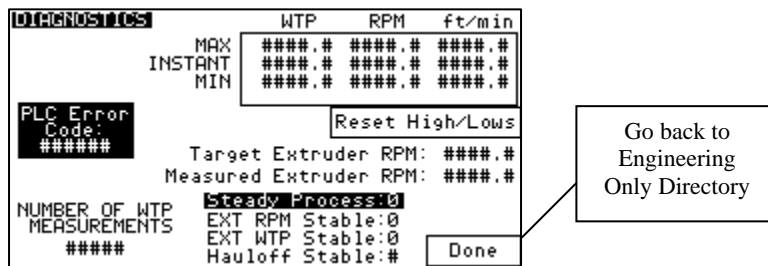 DIAGNOSTICS WTP RPM ft/min
MAX ####.# ####.# ####.#
INSTANT ####.# ####.# ####.#
MIN ####.# ####.# ####.#
PLC Error
Code:
######
Reset High/Lows
Target Extruder RPM: ####.#
Measured Extruder RPM: ####.#
NUMBER OF WTP
MEASUREMENTS
#####
Steady Process:0
EXT RPM Stable:0
EXT WTP Stable:0
Hauloff Stable:#
Done
Go back to
Engineering
Only Directory